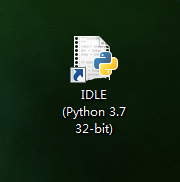 IDLE
(Python 3.7
32-bit)